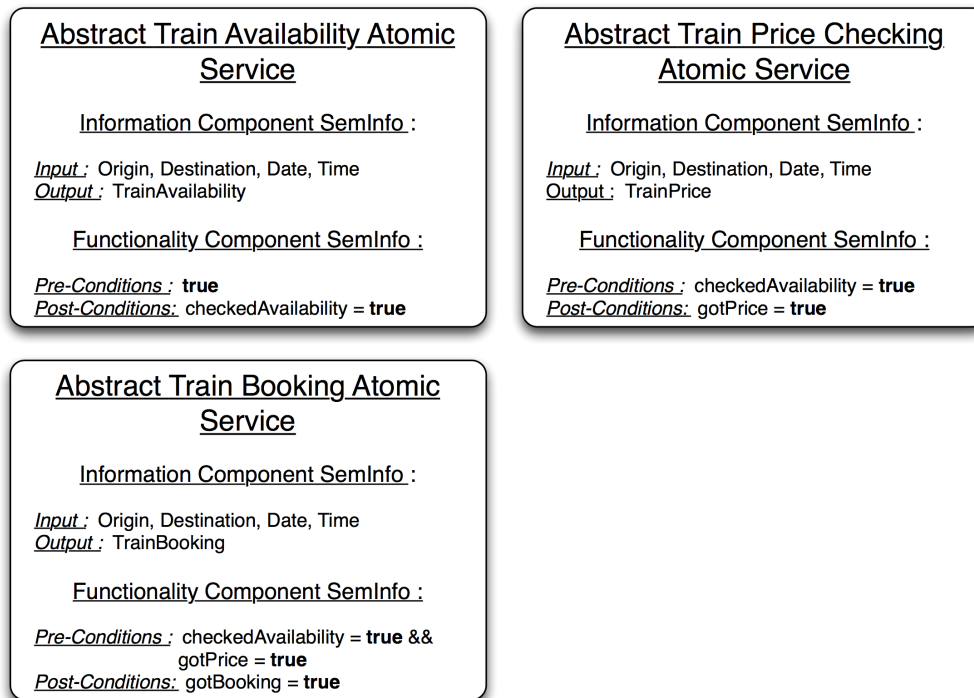 Abstract Train Availability Atomic
Service
Information Component SemInfo :
Input : Origin, Destination, Date, Time
Output : TrainAvailability
Functionality Component SemInfo :
Pre-Conditions : true
Post-Conditions: checkedAvailability = true
Abstract Train Price Checking
Atomic Service
Information Component SemInfo :
Input : Origin, Destination, Date, Time
Output : TrainPrice
Functionality Component SemInfo :
Pre-Conditions : checkedAvailability = true
Post-Conditions: gotPrice = true
Abstract Train Booking Atomic
Service
Information Component SemInfo :
Input : Origin, Destination, Date, Time
Output : TrainBooking
Functionality Component SemInfo :
Pre-Conditions : checkedAvailability = true &&
gotPrice = true
Post-Conditions: gotBooking = true